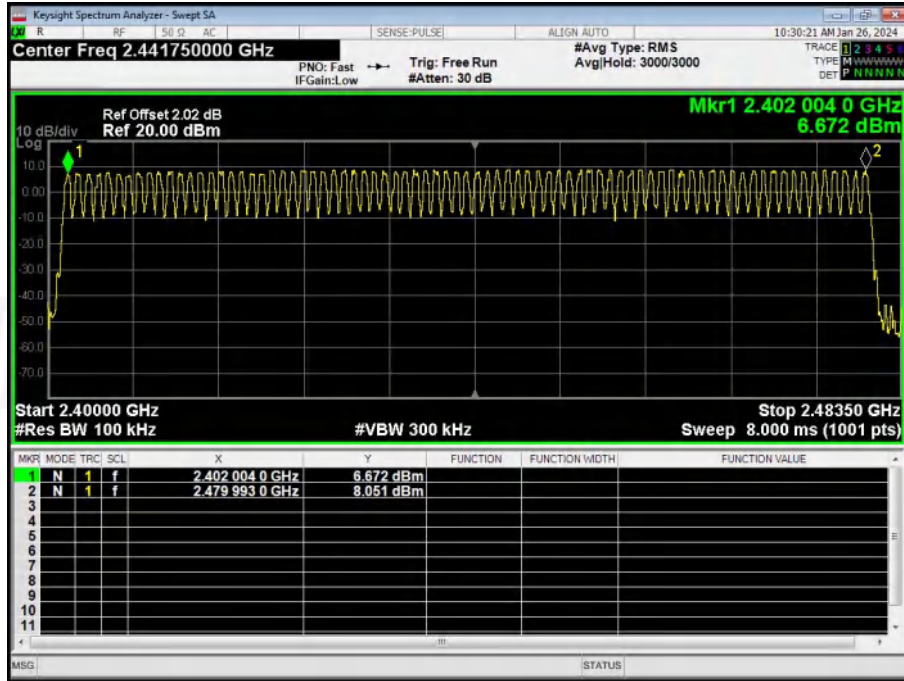 Keysight Spectrum Analyzer - Swept SA
R RF 50 Ω AC SENSE:PULSE ALIGN AUTO 10:30:21 AM Jan 26, 2024
Center Freq 2.441750000 GHz #Avg Type: RMS TRACE 1 2 3 4 5 6
PNO: Fast Trig: Free Run Avg|Hold: 3000/3000 TYPE M WWWWW
IFGain:Low #Atten: 30 dB DET P N N N N N
Mkr1 2.402 004 0 GHz
Ref Offset 2.02 dB
10 dB/div Ref 20.00 dBm 6.672 dBm
Log
1
2
10.0
0.00
-10.0
-20.0
-30.0
-40.0
-50.0
-60.0
-70.0
Start 2.40000 GHz Stop 2.48350 GHz
#Res BW 100 kHz #VBW 300 kHz Sweep 8.000 ms (1001 pts)
MKR MODE TRC SCL X Y FUNCTION FUNCTION WIDTH FUNCTION VALUE
1 N 1 f 2.402 004 0 GHz 6.672 dBm
2 N 1 f 2.479 993 0 GHz 8.051 dBm
3
4
5
6
7
8
9
10
11
MSG STATUS